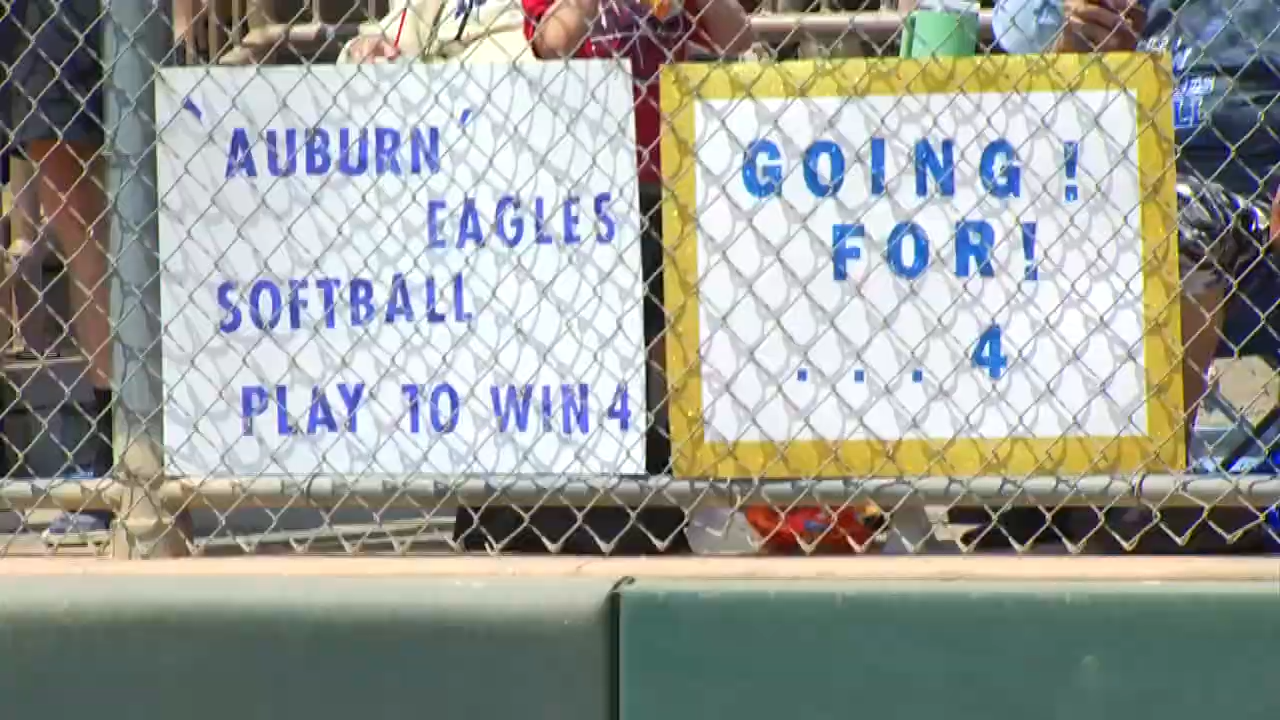 `AUBURN´
EAGLES
SOFTBALL
PLAY TO WIN 4
GOING!
FOR!
...4